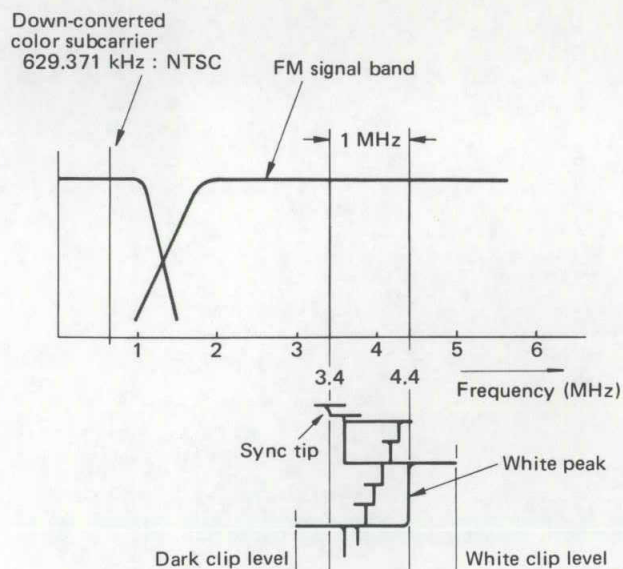 Down-converted
color subcarrier
629.371 kHz : NTSC
FM signal band
1 MHz
1 2 3 4 5 6
3.4 4.4 Frequency (MHz)
Sync tip
White peak
Dark clip level White clip level